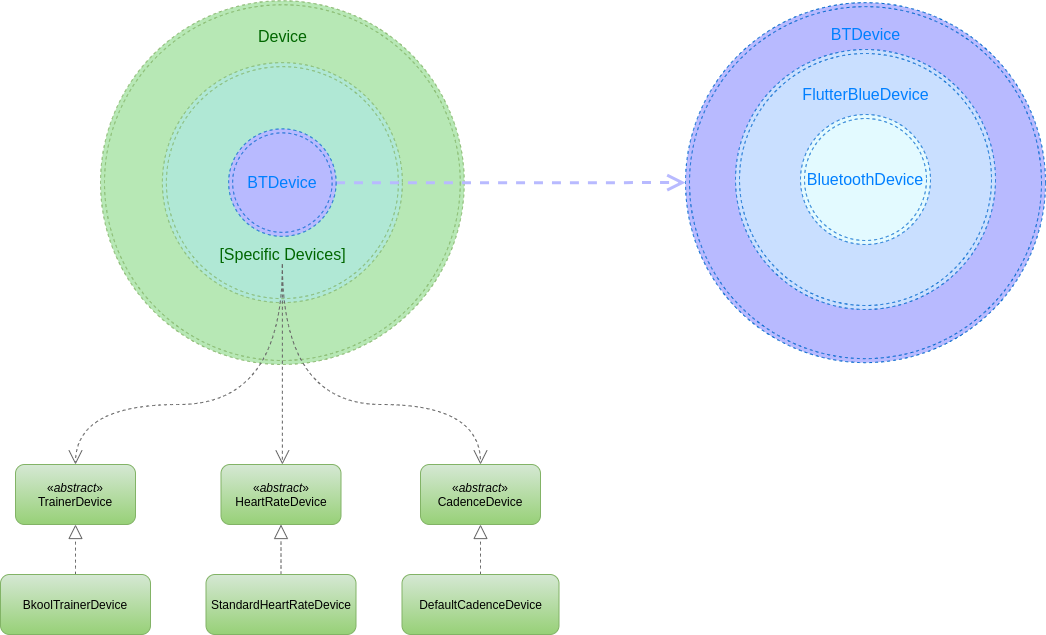 Device
BTDevice
[Specific Devices]
BTDevice
FlutterBlueDevice
BluetoothDevice
«abstract»
TrainerDevice
«abstract»
HeartRateDevice
«abstract»
CadenceDevice
BkoolTrainerDevice
StandardHeartRateDevice
DefaultCadenceDevice